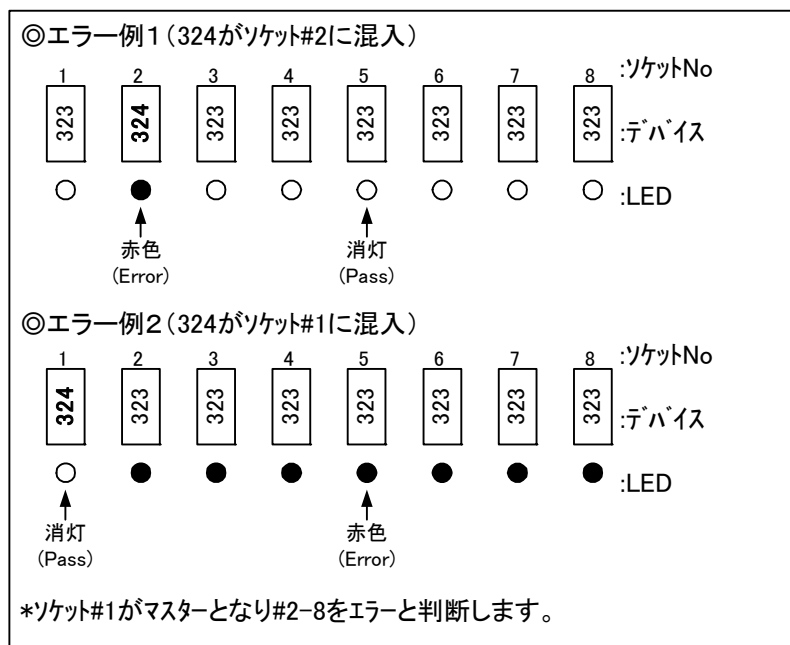 ◎エラー例1(324がソケット#2に混入)
1 2 3 4 5 6 7 8 :ソケットNo
323 324 323 323 323 323 323 323 :デバイス
:LED
赤色 消灯
(Error) (Pass)
◎エラー例2(324がソケット#1に混入)
1 2 3 4 5 6 7 8 :ソケットNo
324 323 323 323 323 323 323 323 :デバイス
:LED
消灯 赤色
(Pass) (Error)
*ソケット#1がマスターとなり#2-8をエラーと判断します。